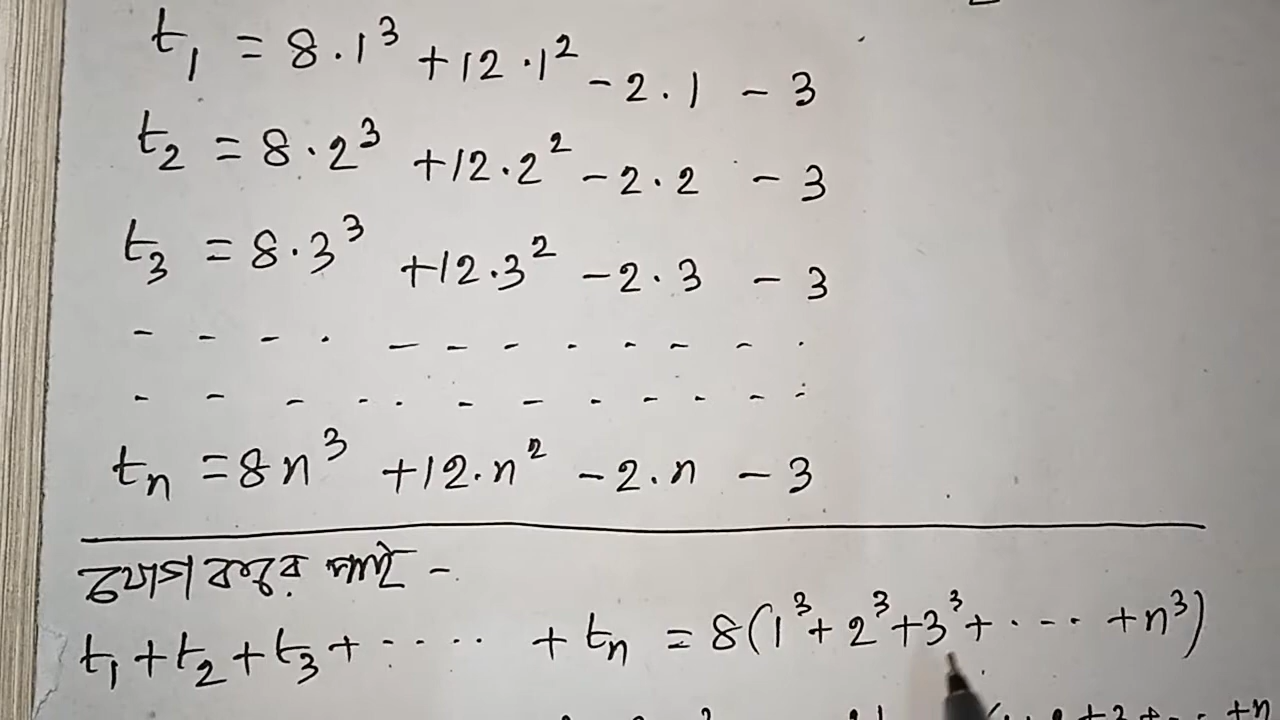 t₁ = 8.1³ + 12.1² - 2.1 - 3
t₂ = 8.2³ + 12.2² - 2.2 - 3
t₃ = 8.3³ + 12.3² - 2.3 - 3
- - - . - - - - - - - .
- - - - . - - - - - - -
tₙ = 8n³ + 12.n² - 2.n - 3
যোগ করে পাই -
t₁ + t₂ + t₃ + ..... + tₙ = 8(1³ + 2³ + 3³ + ..... + n³)